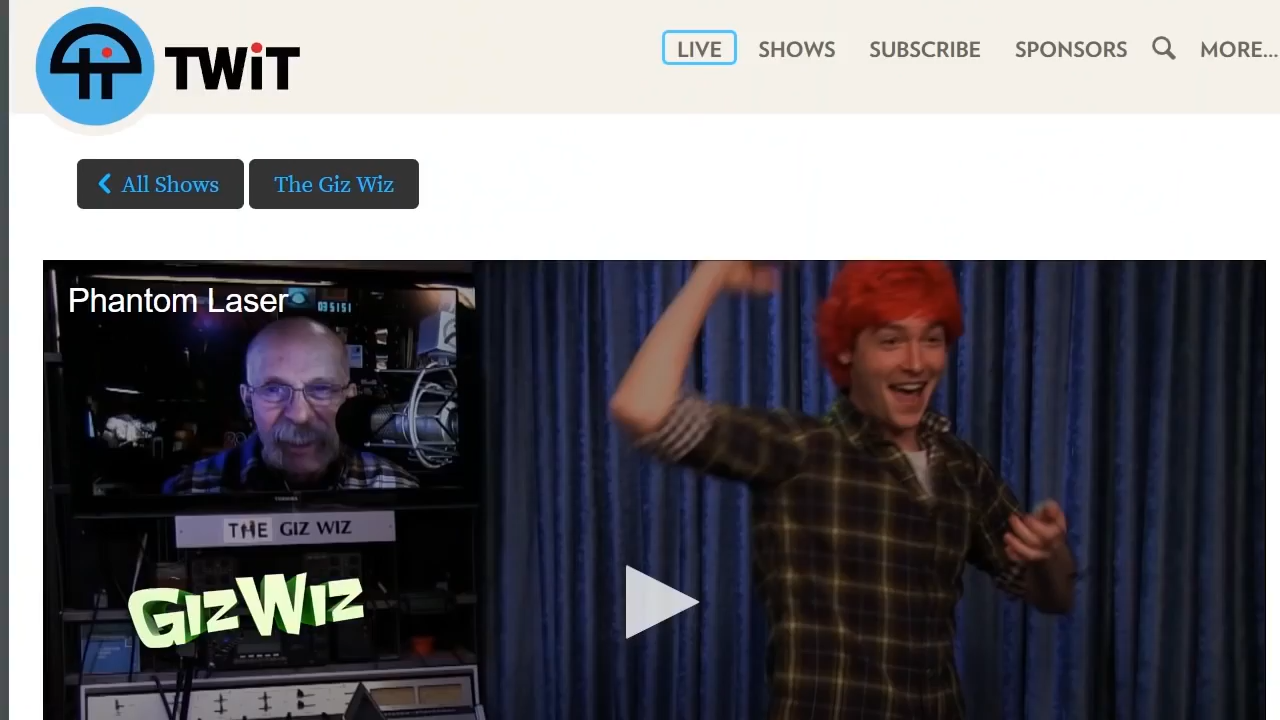 TWiT
LIVE SHOWS SUBSCRIBE SPONSORS MORE...
All Shows The Giz Wiz
Phantom Laser
THE GIZ WIZ
GIZWIZ